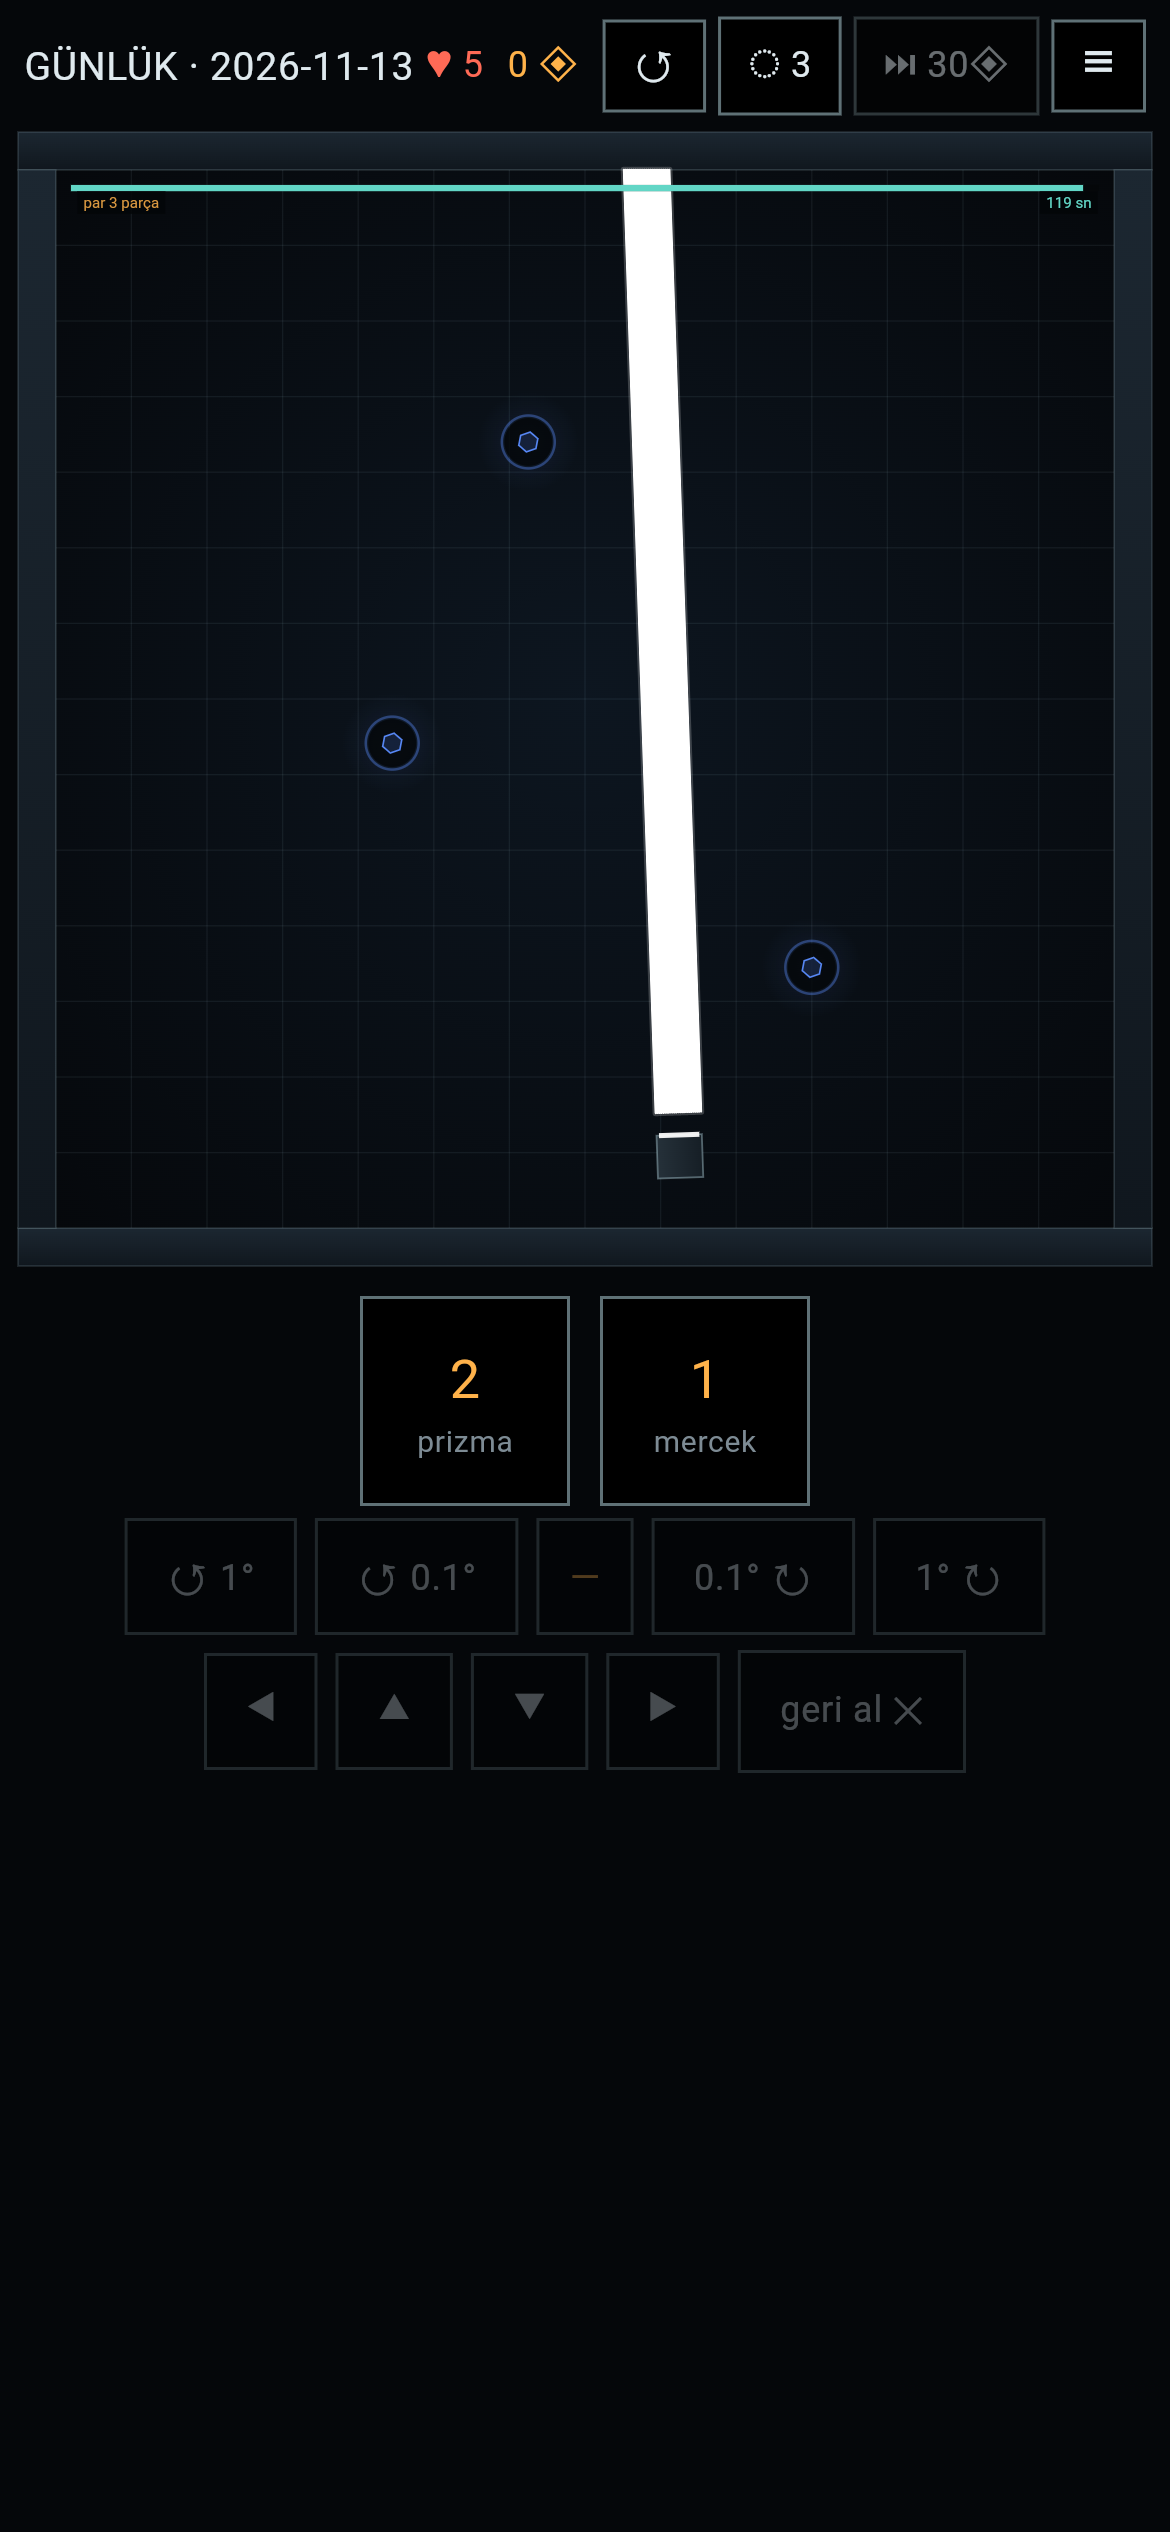 GÜNLÜK · 2026-11-13 ♥ 5 0 3 30
par 3 parça 119 sn
2 1
prizma mercek
1° 0.1° — 0.1° 1°
geri al